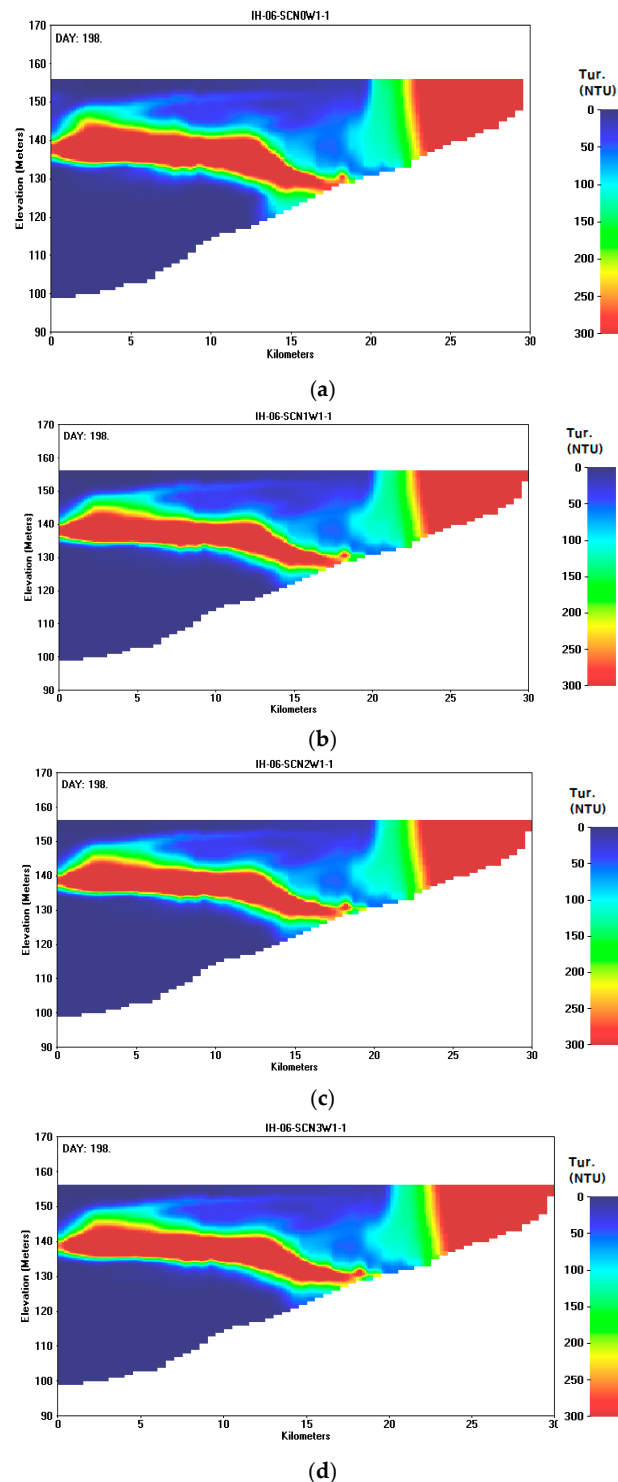 IH-06-SCN0W1-1
DAY: 198.
170
160
150
140
130
120
110
100
90
Elevation (Meters)
0 5 10 15 20 25 30
Kilometers
Tur.
(NTU)
0
50
100
150
200
250
300
(a)
IH-06-SCN1W1-1
DAY: 198.
170
160
150
140
130
120
110
100
90
Elevation (Meters)
0 5 10 15 20 25 30
Kilometers
Tur.
(NTU)
0
50
100
150
200
250
300
(b)
IH-06-SCN2W1-1
DAY: 198.
170
160
150
140
130
120
110
100
90
Elevation (Meters)
0 5 10 15 20 25 30
Kilometers
Tur.
(NTU)
0
50
100
150
200
250
300
(c)
IH-06-SCN3W1-1
DAY: 198.
170
160
150
140
130
120
110
100
90
Elevation (Meters)
0 5 10 15 20 25 30
Kilometers
Tur.
(NTU)
0
50
100
150
200
250
300
(d)